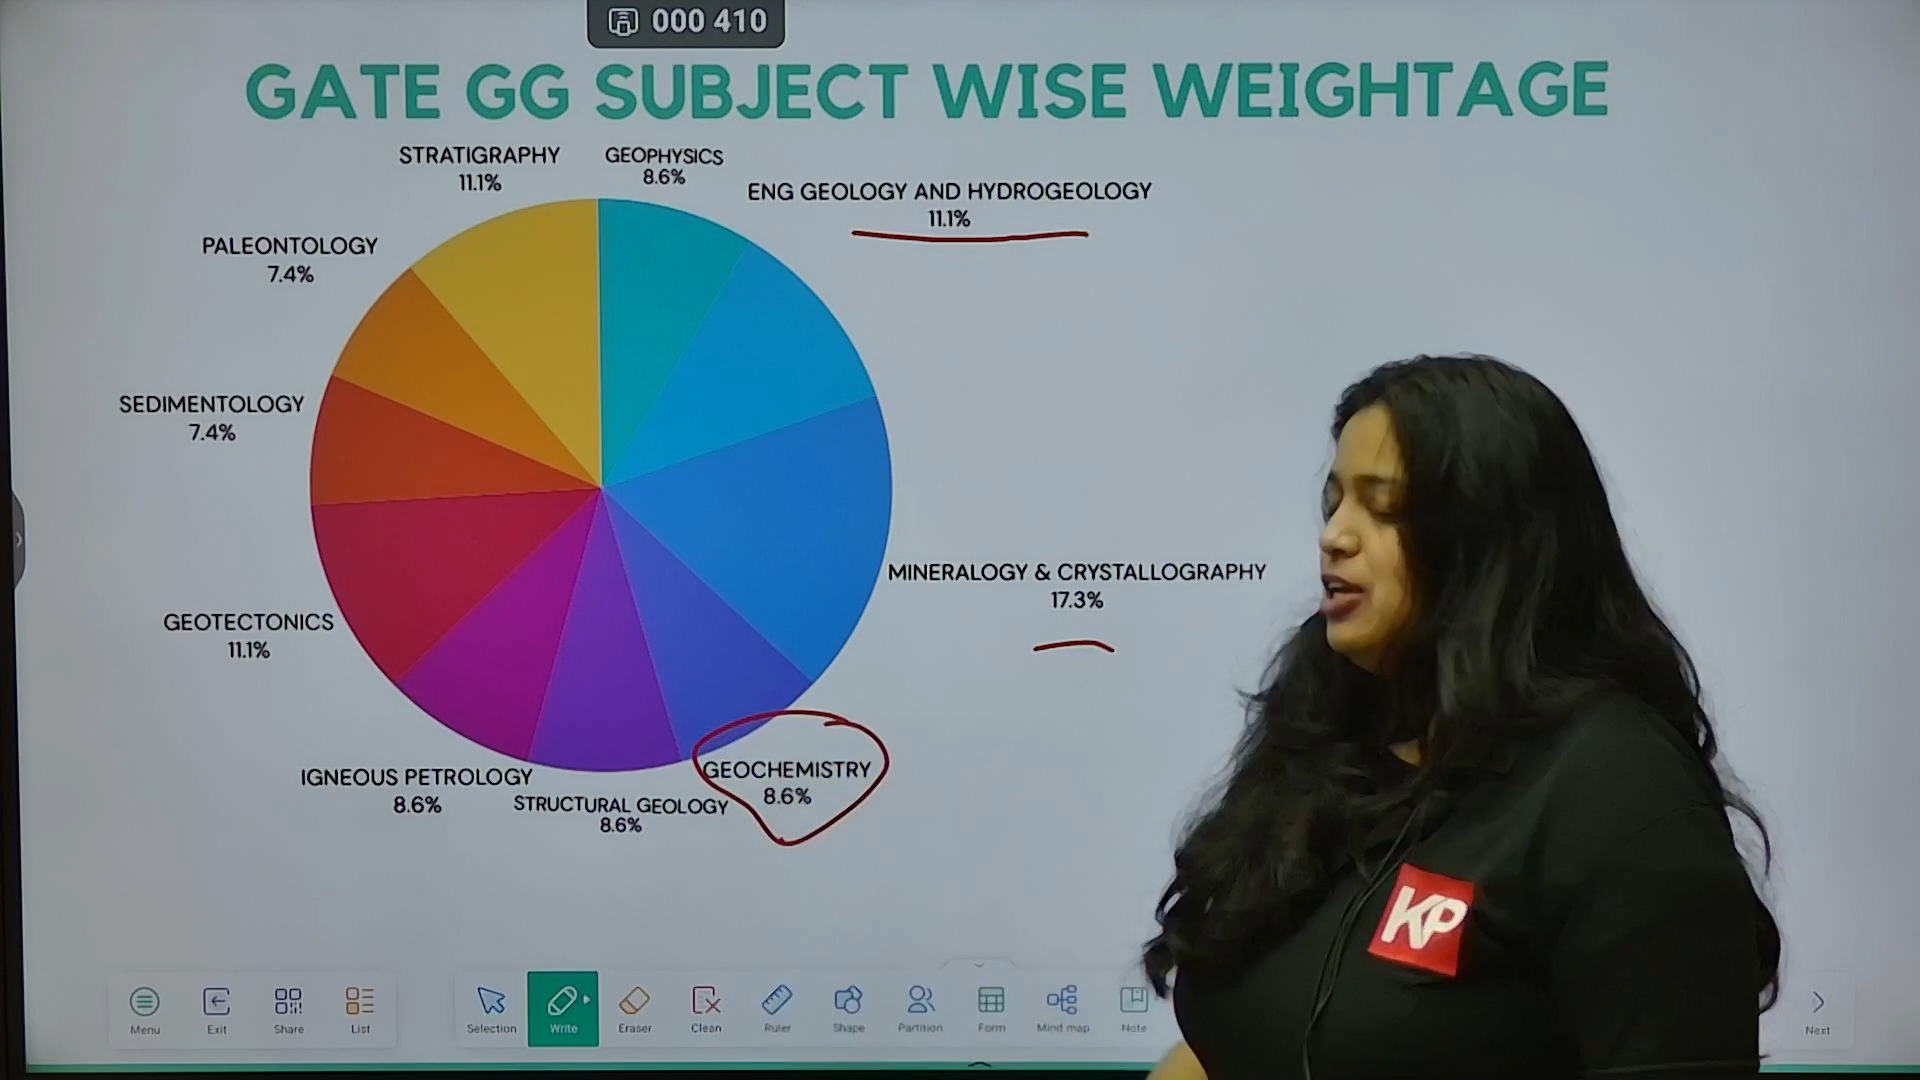 000 410
GATE GG SUBJECT WISE WEIGHTAGE
STRATIGRAPHY
11.1%
GEOPHYSICS
8.6%
ENG GEOLOGY AND HYDROGEOLOGY
11.1%
PALEONTOLOGY
7.4%
SEDIMENTOLOGY
7.4%
MINERALOGY & CRYSTALLOGRAPHY
17.3%
GEOTECTONICS
11.1%
IGNEOUS PETROLOGY
8.6%
STRUCTURAL GEOLOGY
8.6%
GEOCHEMISTRY
8.6%
KP
Menu
Exit
Share
List
Selection
Write
Eraser
Clean
Ruler
Shape
Partition
Form
Mind map
Note
Next